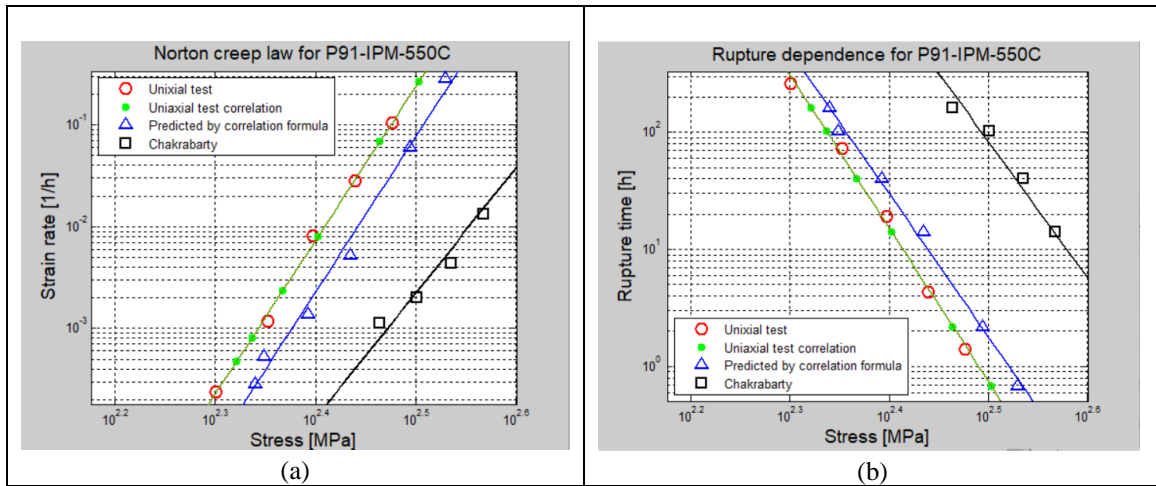 Norton creep law for P91-IPM-550C
Unixial test
Uniaxial test correlation
Predicted by correlation formula
Chakrabarty
Strain rate [1/h]
10^-1
10^-2
10^-3
10^2.2
10^2.3
10^2.4
10^2.5
10^2.6
Stress [MPa]
(a)
Rupture dependence for P91-IPM-550C
Rupture time [h]
10^2
10^1
10^0
Unixial test
Uniaxial test correlation
Predicted by correlation formula
Chakrabarty
10^2.2
10^2.3
10^2.4
10^2.5
10^2.6
Stress [MPa]
(b)